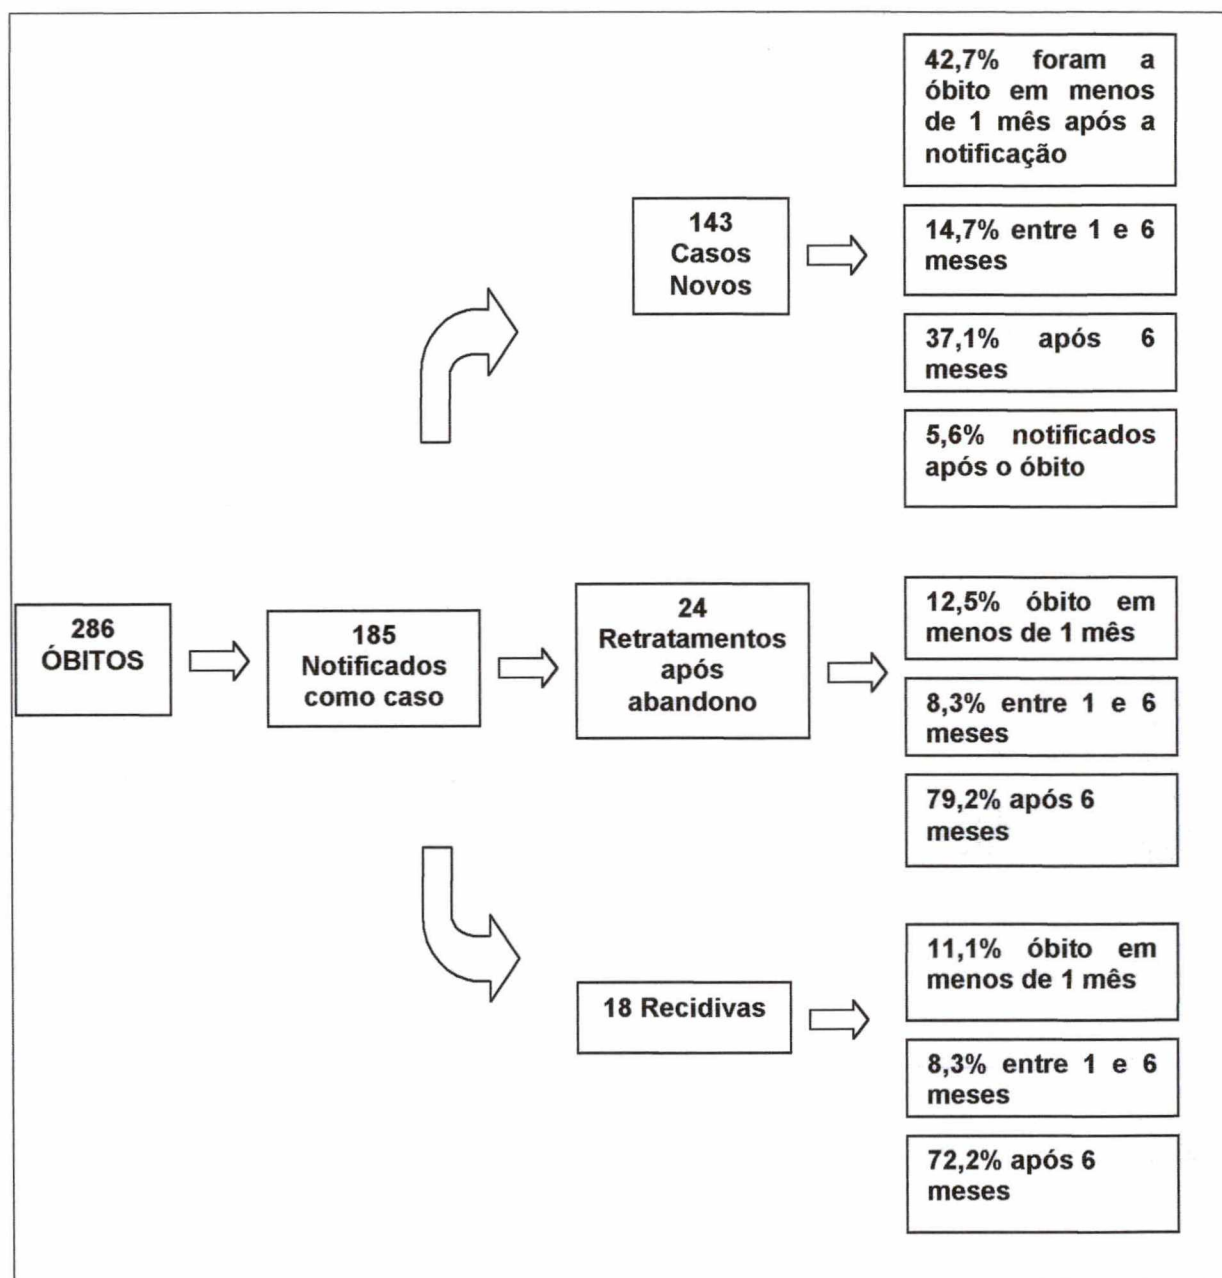 42,7% foram a
óbito em menos
de 1 mês após a
notificação
143
Casos
Novos
14,7% entre 1 e 6
meses
37,1% após 6
meses
5,6% notificados
após o óbito
286
ÓBITOS
185
Notificados
como caso
24
Retratamentos
após
abandono
12,5% óbito em
menos de 1 mês
8,3% entre 1 e 6
meses
79,2% após 6
meses
18 Recidivas
11,1% óbito em
menos de 1 mês
8,3% entre 1 e 6
meses
72,2% após 6
meses